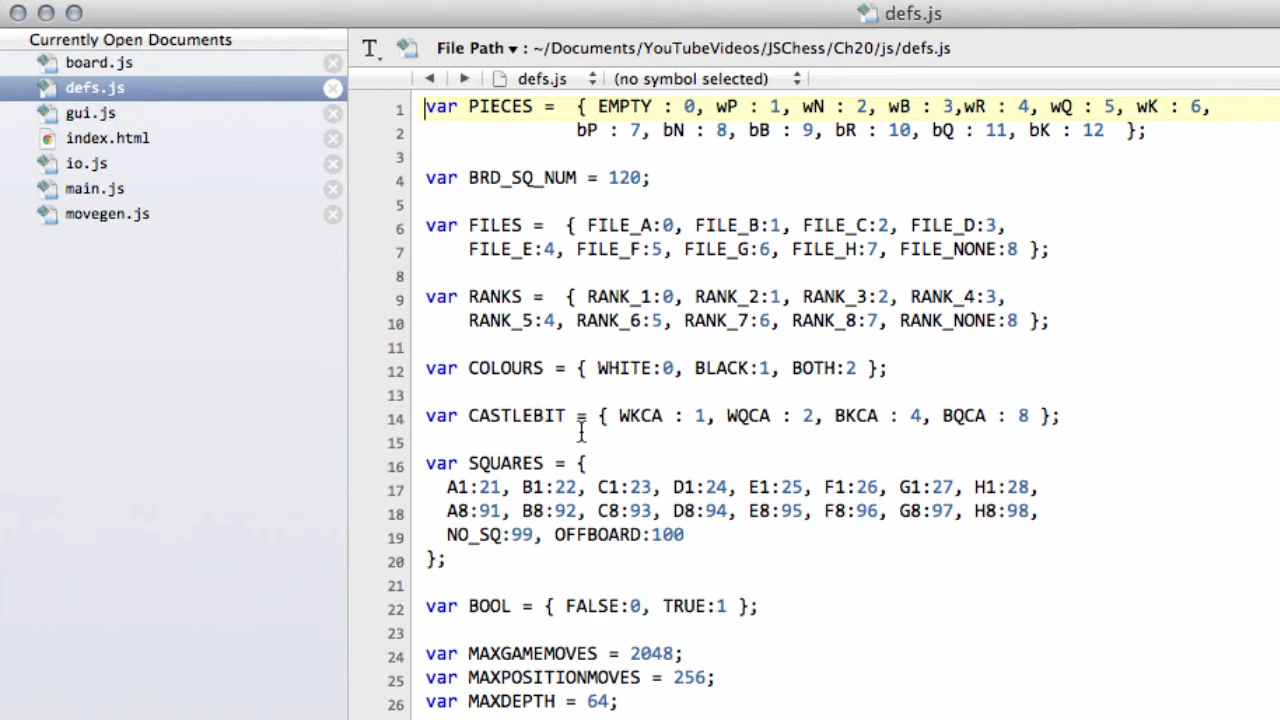 defs.js
Currently Open Documents
board.js
defs.js
gui.js
index.html
io.js
main.js
movegen.js
T File Path ▾ : ~/Documents/YouTubeVideos/JSChess/Ch20/js/defs.js
defs.js (no symbol selected)
1 var PIECES =  { EMPTY : 0, wP : 1, wN : 2, wB : 3,wR : 4, wQ : 5, wK : 6,
2 bP : 7, bN : 8, bB : 9, bR : 10, bQ : 11, bK : 12  };
3
4 var BRD_SQ_NUM = 120;
5
6 var FILES =  { FILE_A:0, FILE_B:1, FILE_C:2, FILE_D:3,
7 FILE_E:4, FILE_F:5, FILE_G:6, FILE_H:7, FILE_NONE:8 };
8
9 var RANKS =  { RANK_1:0, RANK_2:1, RANK_3:2, RANK_4:3,
10 RANK_5:4, RANK_6:5, RANK_7:6, RANK_8:7, RANK_NONE:8 };
11
12 var COLOURS = { WHITE:0, BLACK:1, BOTH:2 };
13
14 var CASTLEBIT = { WKCA : 1, WQCA : 2, BKCA : 4, BQCA : 8 };
15
16 var SQUARES = {
17 A1:21, B1:22, C1:23, D1:24, E1:25, F1:26, G1:27, H1:28,
18 A8:91, B8:92, C8:93, D8:94, E8:95, F8:96, G8:97, H8:98,
19 NO_SQ:99, OFFBOARD:100
20 };
21
22 var BOOL = { FALSE:0, TRUE:1 };
23
24 var MAXGAMEMOVES = 2048;
25 var MAXPOSITIONMOVES = 256;
26 var MAXDEPTH = 64;